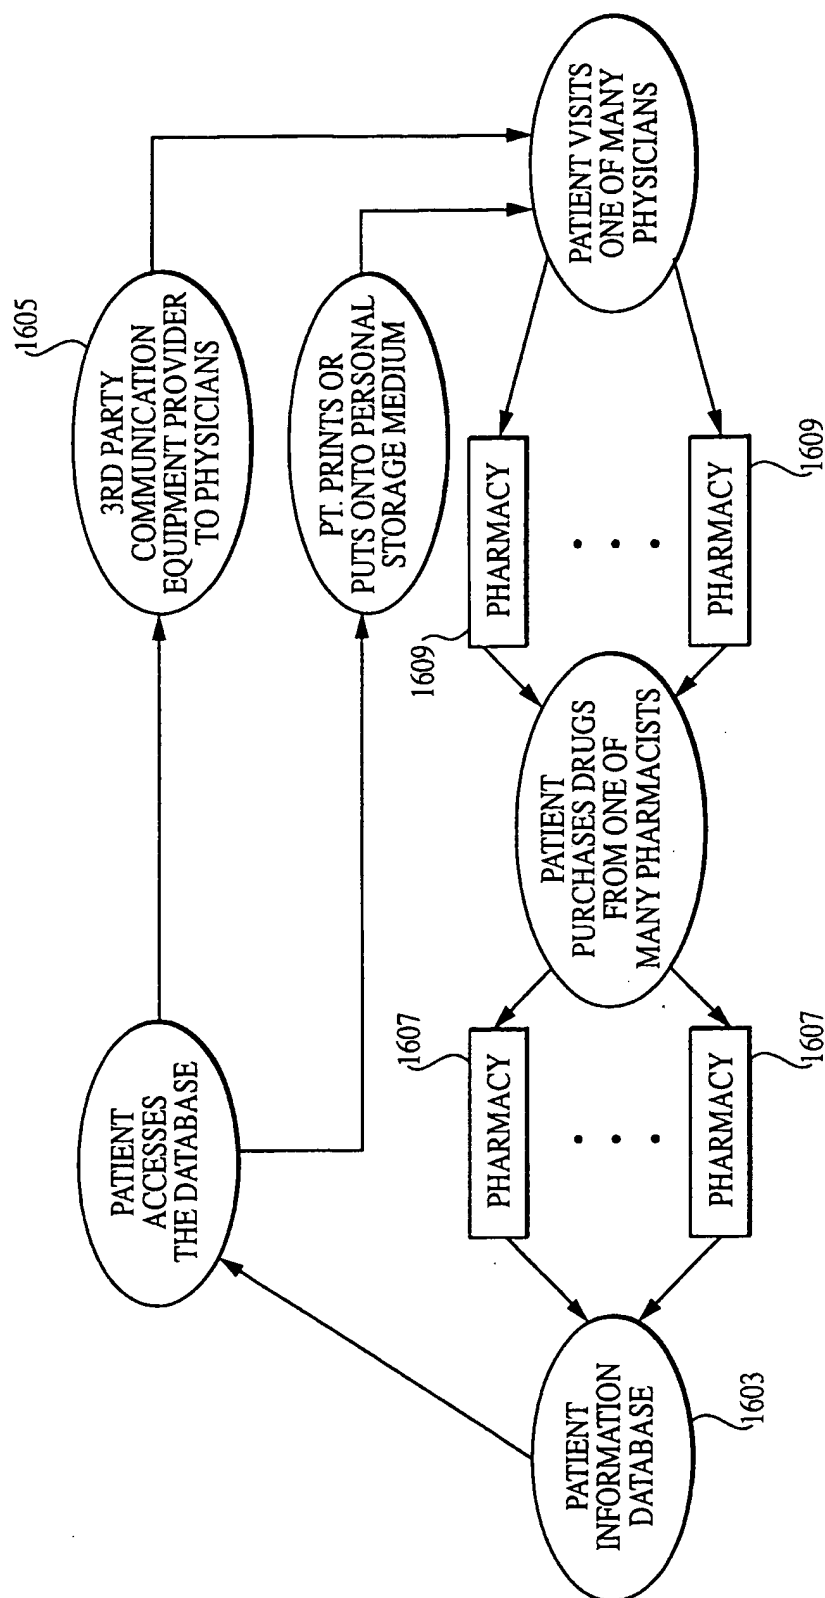 1605
3RD PARTY
COMMUNICATION
EQUIPMENT PROVIDER
TO PHYSICIANS
PATIENT
ACCESSES
THE DATABASE
PT. PRINTS OR
PUTS ONTO PERSONAL
STORAGE MEDIUM
PATIENT VISITS
ONE OF MANY
PHYSICIANS
1607
PHARMACY
1609
PHARMACY
PATIENT
INFORMATION
DATABASE
1603
PATIENT
PURCHASES DRUGS
FROM ONE OF
MANY PHARMACISTS
PHARMACY
1607
PHARMACY
1609